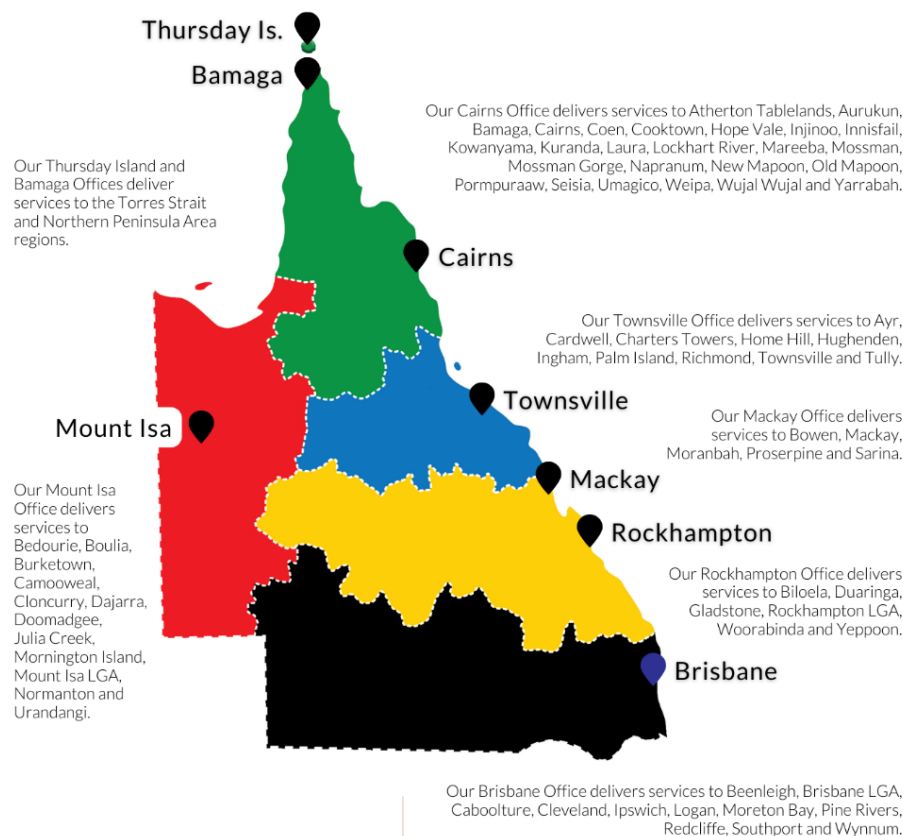 Thursday Is.
Bamaga
Our Cairns Office delivers services to Atherton Tablelands, Aurukun,
Bamaga, Cairns, Coen, Cooktown, Hope Vale, Injinoo, Innisfail,
Kowanyama, Kuranda, Laura, Lockhart River, Mareeba, Mossman,
Mossman Gorge, Napranum, New Mapoon, Old Mapoon,
Pormpuraaw, Seisia, Umagico, Weipa, Wujal Wujal and Yarrabah.
Our Thursday Island and
Bamaga Offices deliver
services to the Torres Strait
and Northern Peninsula Area
regions.
Cairns
Our Townsville Office delivers services to Ayr,
Cardwell, Charters Towers, Home Hill, Hughenden,
Ingham, Palm Island, Richmond, Townsville and Tully.
Townsville
Mount Isa
Our Mackay Office delivers
services to Bowen, Mackay,
Moranbah, Proserpine and Sarina.
Mackay
Our Mount Isa
Office delivers
services to
Bedourie, Boulia,
Burketown,
Camooweal,
Cloncurry, Dajarra,
Doomadgee,
Julia Creek,
Mornington Island,
Mount Isa LGA,
Normanton and
Urandangi.
Rockhampton
Our Rockhampton Office delivers
services to Biloela, Duaringa,
Gladstone, Rockhampton LGA,
Woorabinda and Yeppoon.
Brisbane
Our Brisbane Office delivers services to Beenleigh, Brisbane LGA,
Caboolture, Cleveland, Ipswich, Logan, Moreton Bay, Pine Rivers,
Redcliffe, Southport and Wynnum.